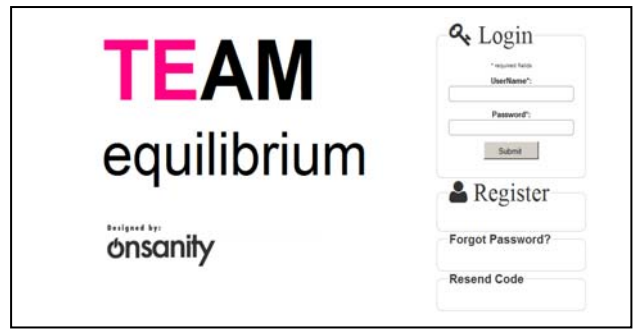 TEAM
equilibrium
Designed by:
onsanity
Login
* required fields
UserName*:
Password*:
Submit
Register
Forgot Password?
Resend Code